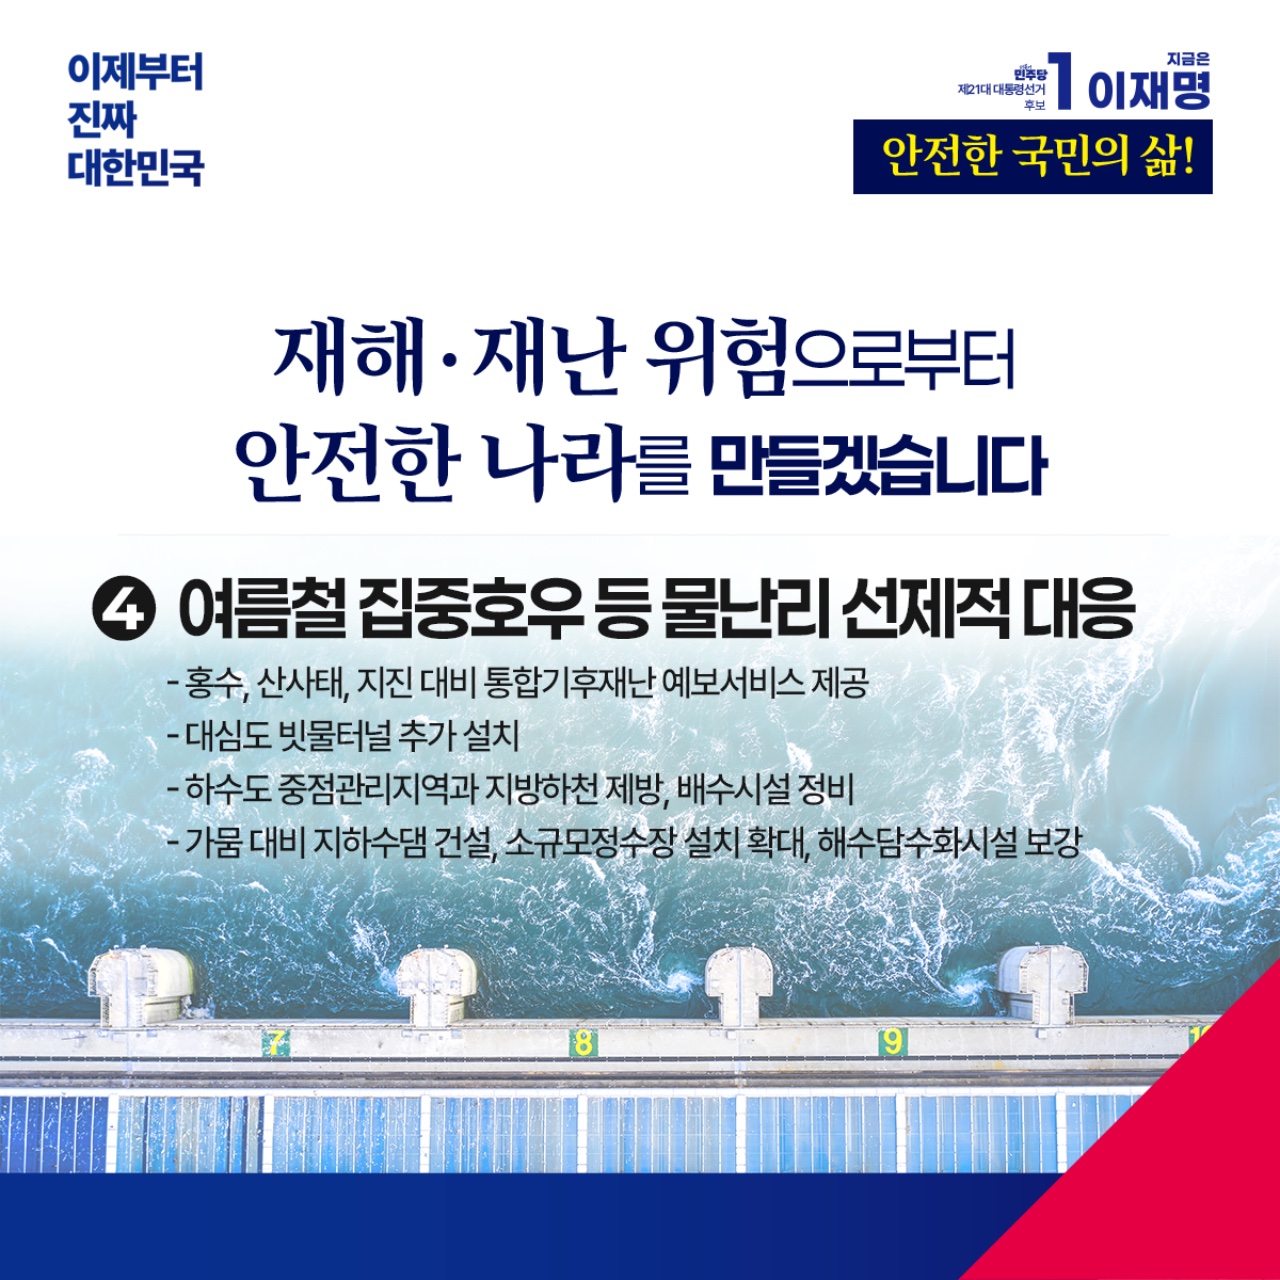 이제부터
진짜
대한민국
민주당
제21대 대통령선거
후보
1
지금은
이재명
안전한 국민의 삶!
재해·재난 위험으로부터
안전한 나라를 만들겠습니다
4 여름철 집중호우 등 물난리 선제적 대응
- 홍수, 산사태, 지진 대비 통합기후재난 예보서비스 제공
- 대심도 빗물터널 추가 설치
- 하수도 중점관리지역과 지방하천 제방, 배수시설 정비
- 가뭄 대비 지하수댐 건설, 소규모정수장 설치 확대, 해수담수화시설 보강
7
8
9